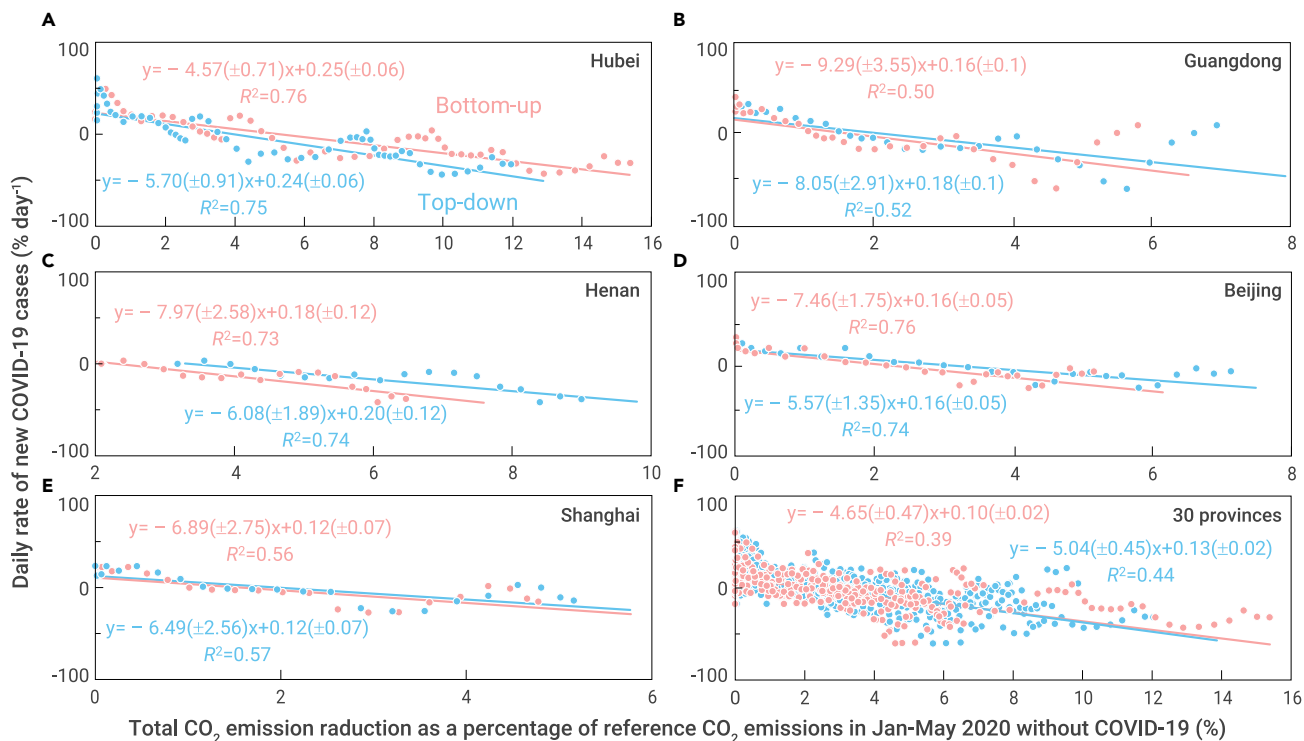 Daily rate of new COVID-19 cases (% day⁻¹)
A
100
0
-100
Hubei
y= − 4.57(±0.71)x+0.25(±0.06)
R²=0.76
Bottom-up
y= − 5.70(±0.91)x+0.24(±0.06)
R²=0.75
Top-down
0 2 4 6 8 10 12 14 16
B
100
0
-100
Guangdong
y= − 9.29(±3.55)x+0.16(±0.1)
R²=0.50
y= − 8.05(±2.91)x+0.18(±0.1)
R²=0.52
0 2 4 6 8
C
100
0
-100
Henan
y= − 7.97(±2.58)x+0.18(±0.12)
R²=0.73
y= − 6.08(±1.89)x+0.20(±0.12)
R²=0.74
2 4 6 8 10
D
100
0
-100
Beijing
y= − 7.46(±1.75)x+0.16(±0.05)
R²=0.76
y= − 5.57(±1.35)x+0.16(±0.05)
R²=0.74
0 2 4 6 8
E
100
0
-100
Shanghai
y= − 6.89(±2.75)x+0.12(±0.07)
R²=0.56
y= − 6.49(±2.56)x+0.12(±0.07)
R²=0.57
0 2 4 6
F
100
0
-100
30 provinces
y= − 4.65(±0.47)x+0.10(±0.02)
R²=0.39
y= − 5.04(±0.45)x+0.13(±0.02)
R²=0.44
0 2 4 6 8 10 12 14 16
Total CO₂ emission raduction as a percentage of reference CO₂ emissions in Jan-May 2020 without COVID-19 (%)